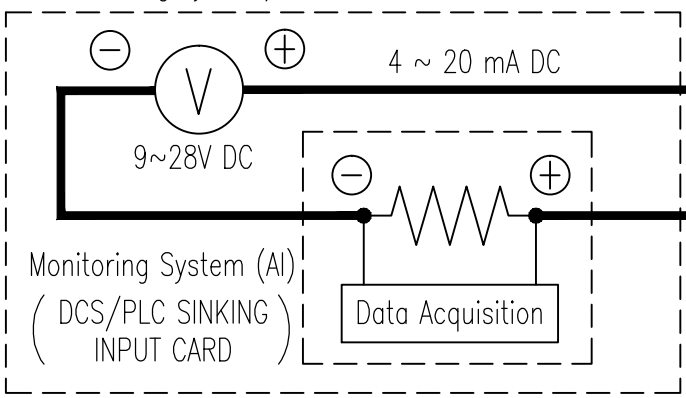 4 ~ 20 mA DC
V
9~28V DC
Monitoring System (AI)
( DCS/PLC SINKING
INPUT CARD )
Data Acquisition